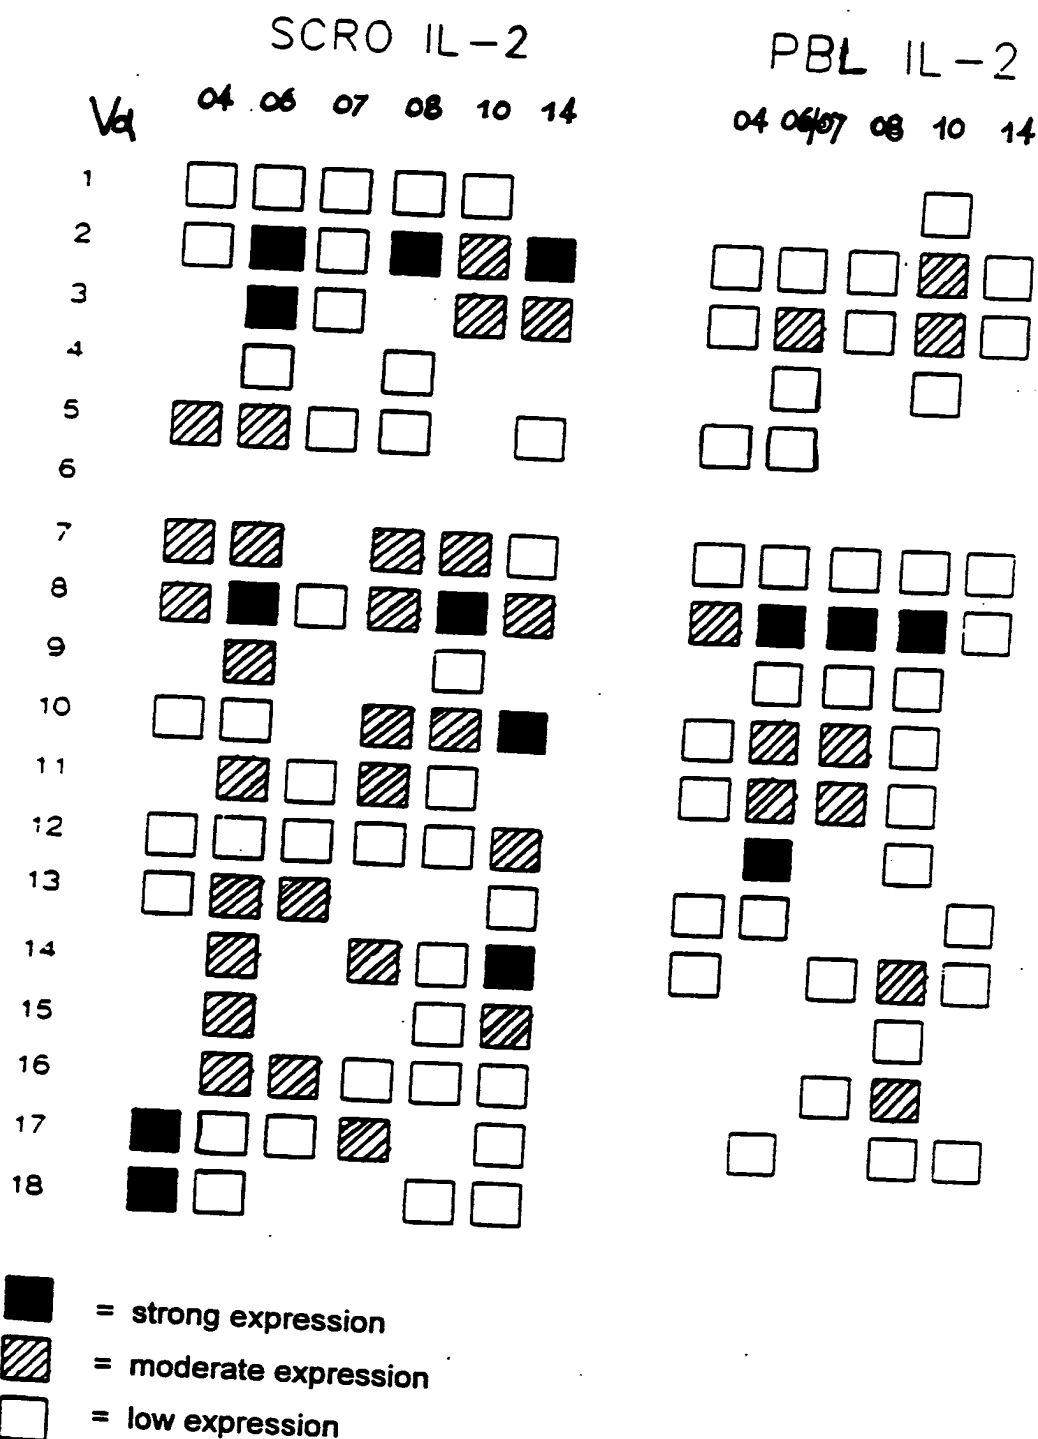 SCRO IL-2
PBL IL-2
Vα 04 06 07 08 10 14
04 06/07 08 10 14
1
2
3
4
5
6
7
8
9
10
11
12
13
14
15
16
17
18
= strong expression
= moderate expression
= low expression